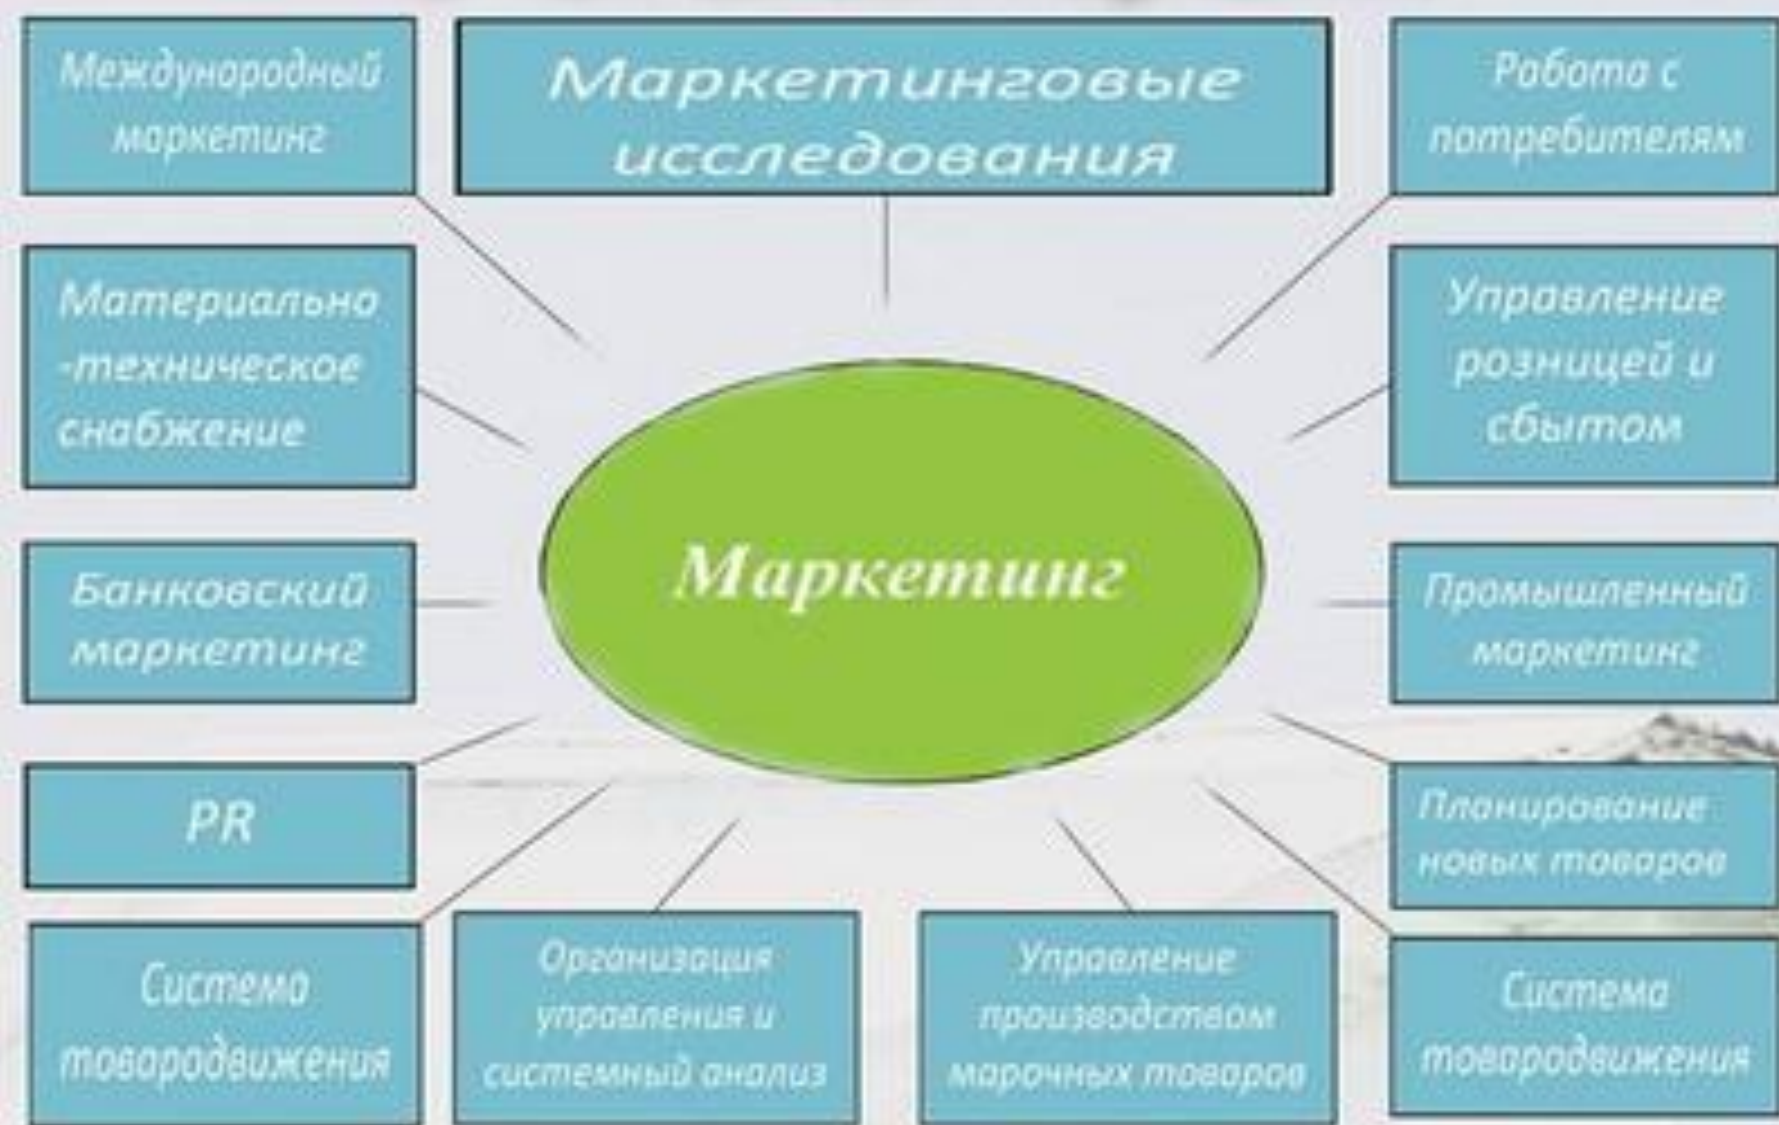 Международный
маркетинг
Маркетинговые
исследования
Работа с
потребителям
Материально
-техническое
снабжение
Управление
розницей и
сбытом
Маркетинг
Банковский
маркетинг
Промышленный
маркетинг
PR
Планирование
новых товаров
Система
товародвижения
Организация
управления и
системный анализ
Управление
производством
марочных товаров
Система
товародвижения